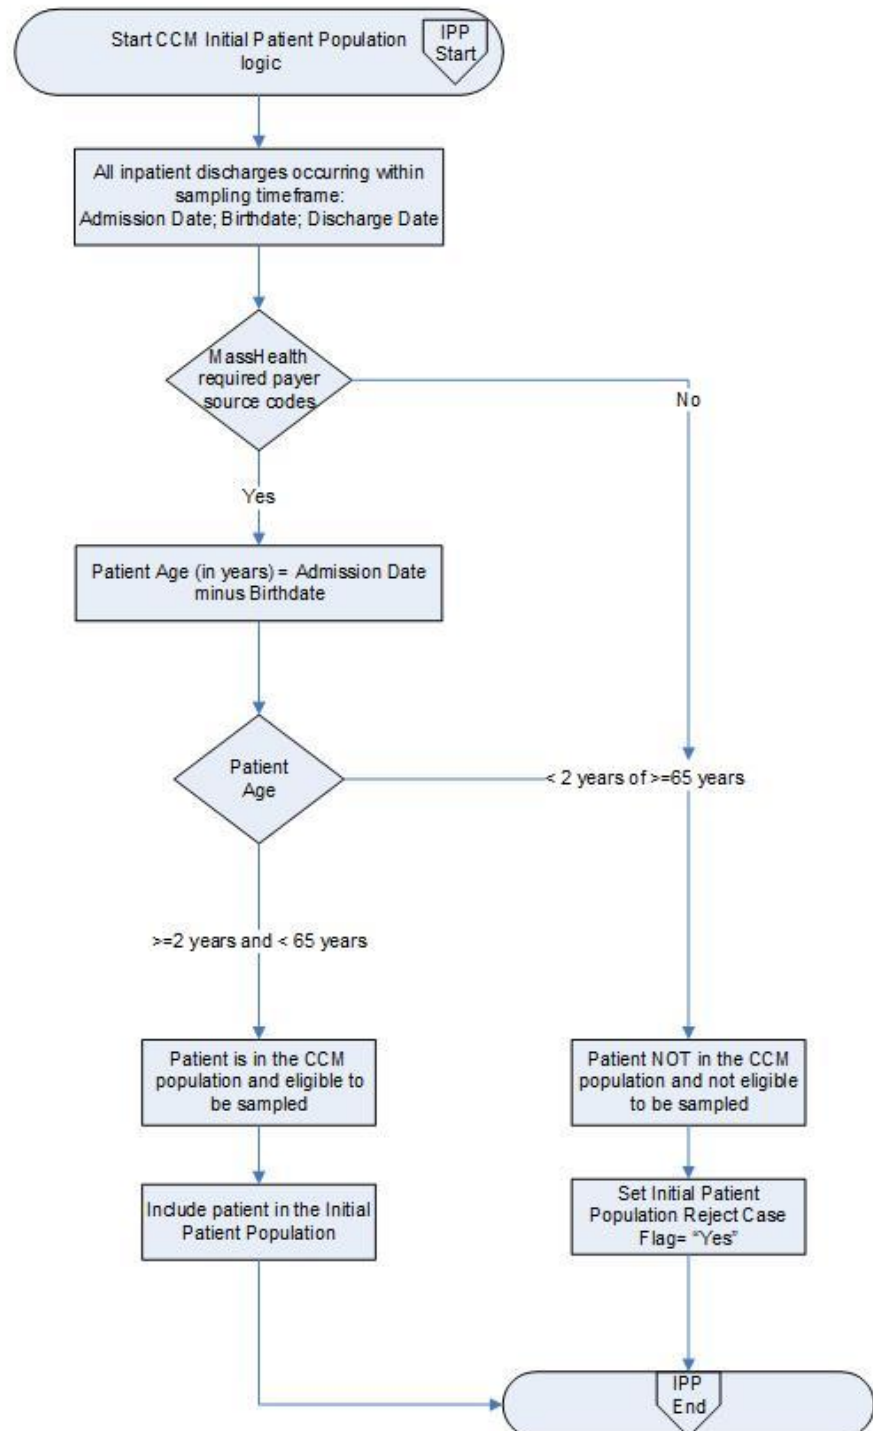 Start CCM Initial Patient Population
logic
IPP
Start
All inpatient discharges occurring within
sampling timeframe:
Admission Date; Birthdate; Discharge Date
MassHealth
required payer
source codes
No
Yes
Patient Age (in years) = Admission Date
minus Birthdate
Patient
Age
< 2 years of >=65 years
>=2 years and < 65 years
Patient is in the CCM
population and eligible to
be sampled
Patient NOT in the CCM
population and not eligible
to be sampled
Include patient in the Initial
Patient Population
Set Initial Patient
Population Reject Case
Flag= “Yes”
IPP
End